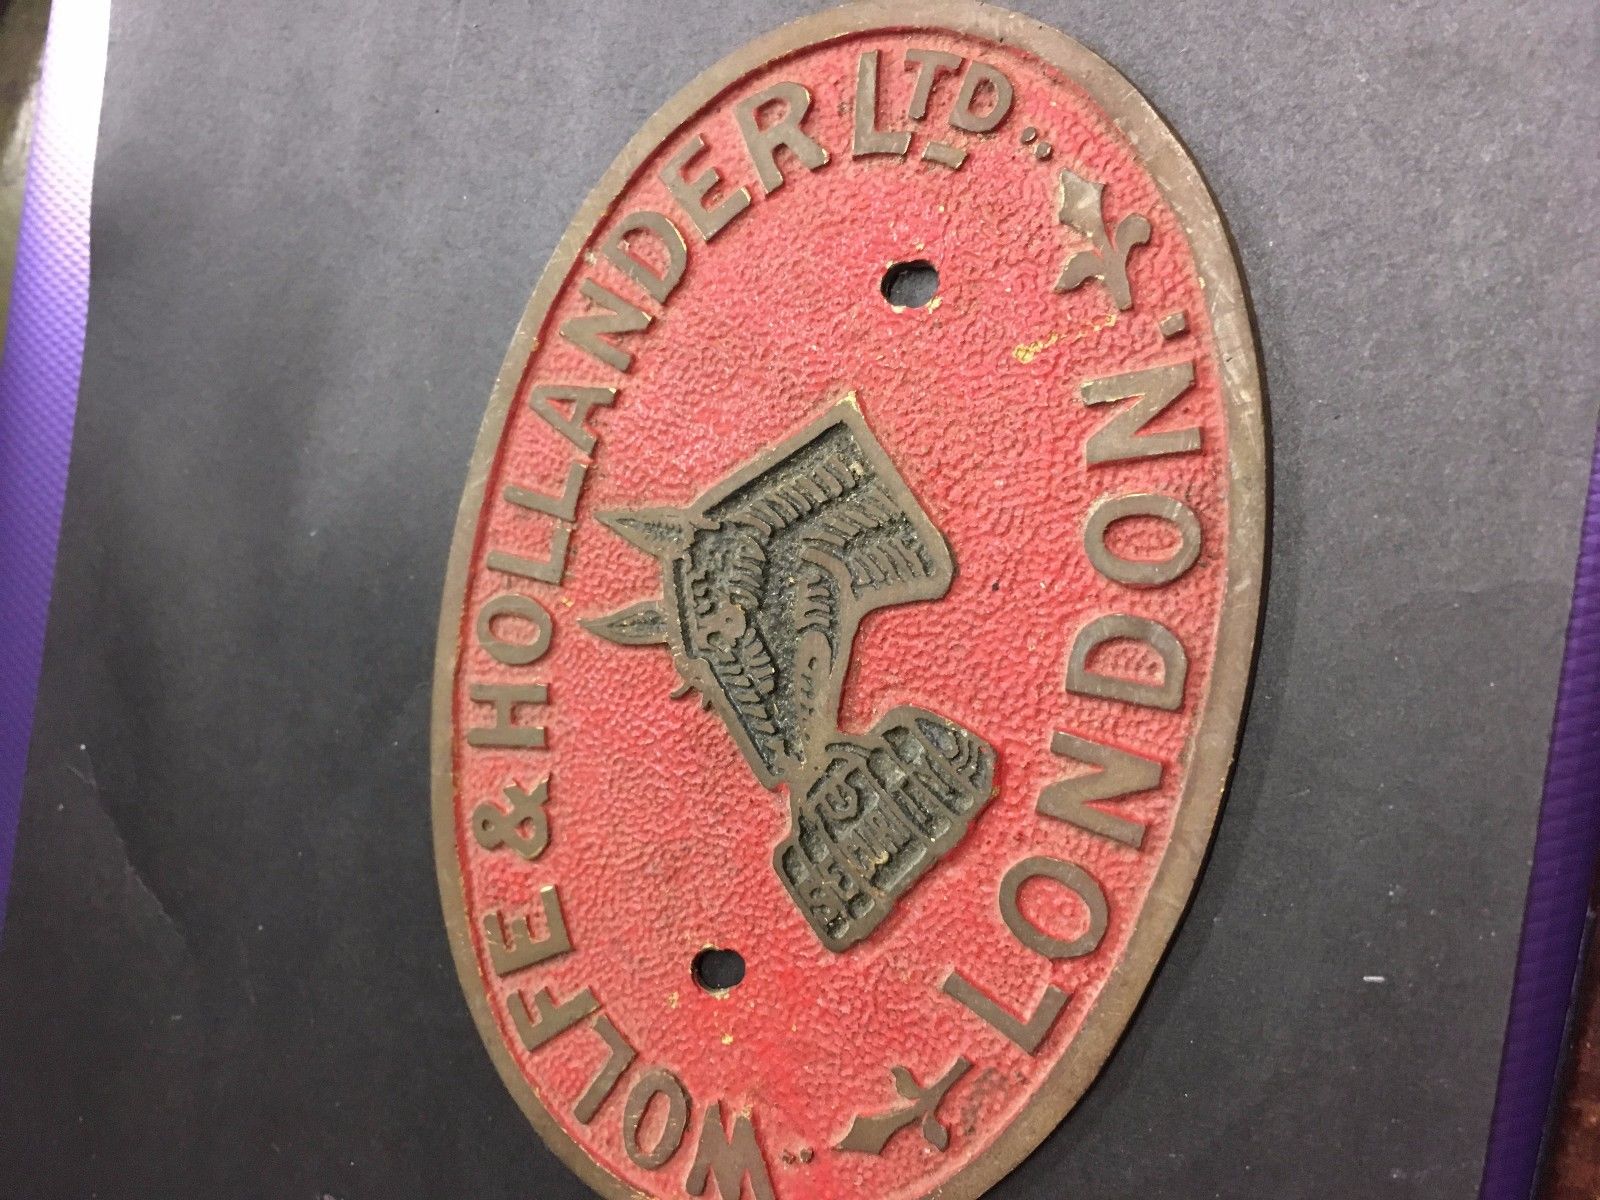 WOLFE & HOLLANDER LTD..
LONDON.